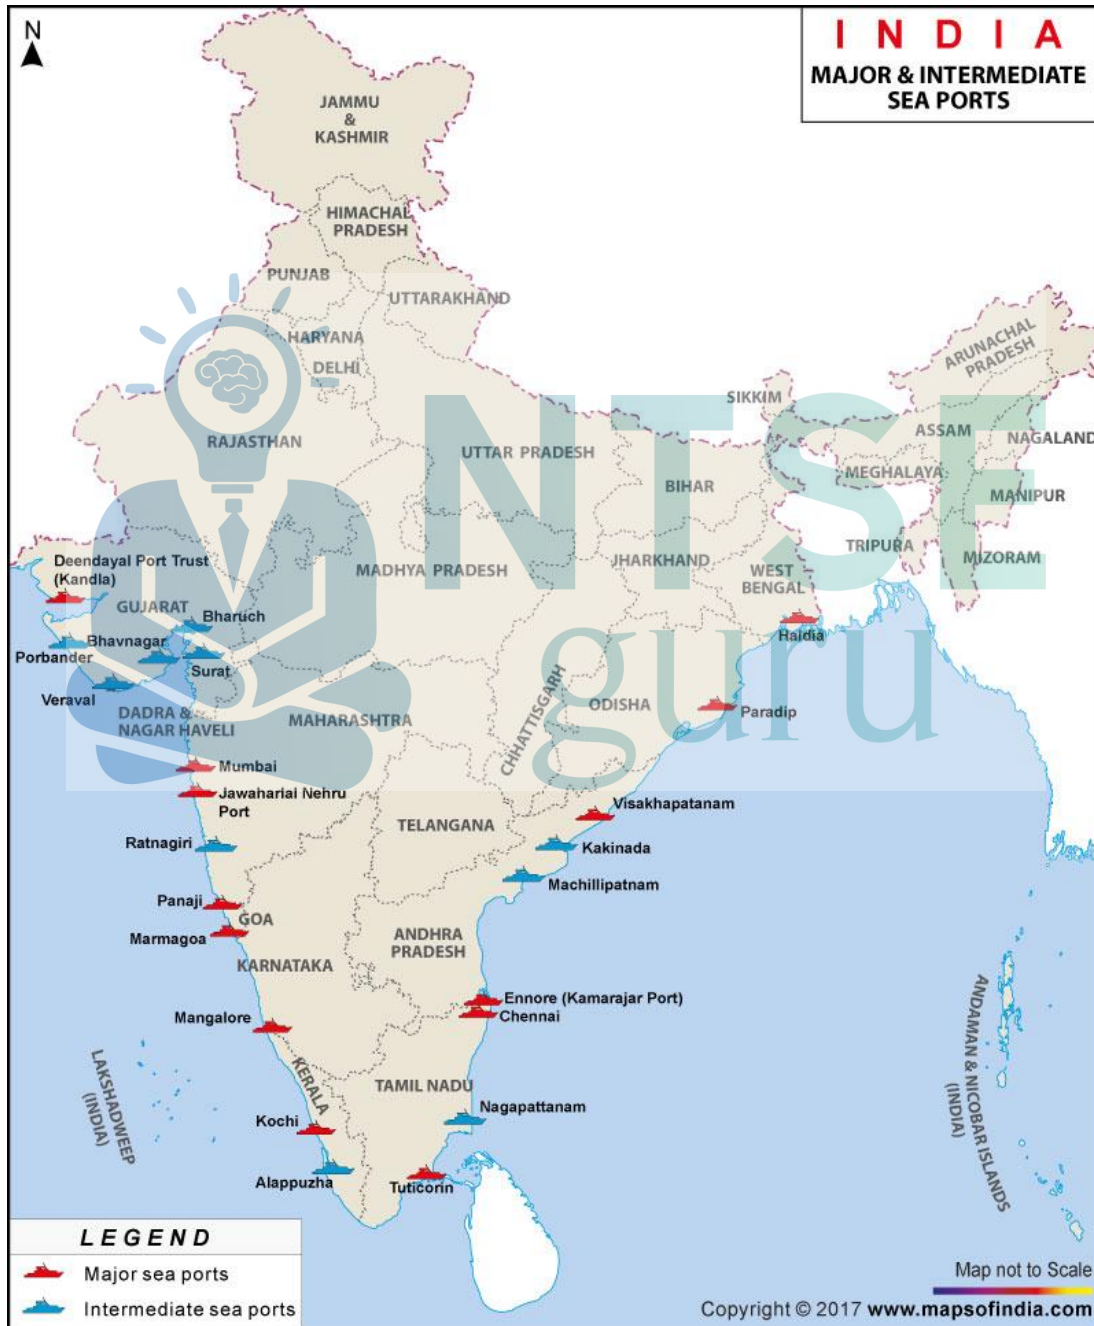 N
I N D I A
MAJOR & INTERMEDIATE
SEA PORTS
JAMMU
&
KASHMIR
HIMACHAL
PRADESH
PUNJAB
UTTARAKHAND
HARYANA
DELHI
ARUNACHAL
PRADESH
SIKKIM
RAJASTHAN
UTTAR PRADESH
ASSAM
NAGALAND
MEGHALAYA
BIHAR
MANIPUR
NTSE
guru
TRIPURA
MIZORAM
JHARKHAND
WEST
BENGAL
MADHYA PRADESH
Deendayal Port Trust
(Kandla)
GUJARAT
Bharuch
Bhavnagar
Porbander
Surat
Veraval
Haldia
DADRA &
NAGAR HAVELI
MAHARASHTRA
CHHATTISGARH
ODISHA
Paradip
Mumbai
Jawaharlal Nehru
Port
TELANGANA
Visakhapatanam
Ratnagiri
Kakinada
Machillipatnam
Panaji
GOA
Marmagoa
ANDHRA
PRADESH
KARNATAKA
Ennore (Kamarajar Port)
Chennai
Mangalore
LAKSHADWEEP
(INDIA)
KERALA
TAMIL NADU
Nagapattanam
ANDAMAN & NICOBAR ISLANDS
(INDIA)
Kochi
Alappuzha
Tuticorin
LEGEND
Major sea ports
Intermediate sea ports
Map not to Scale
Copyright © 2017 www.mapsofindia.com